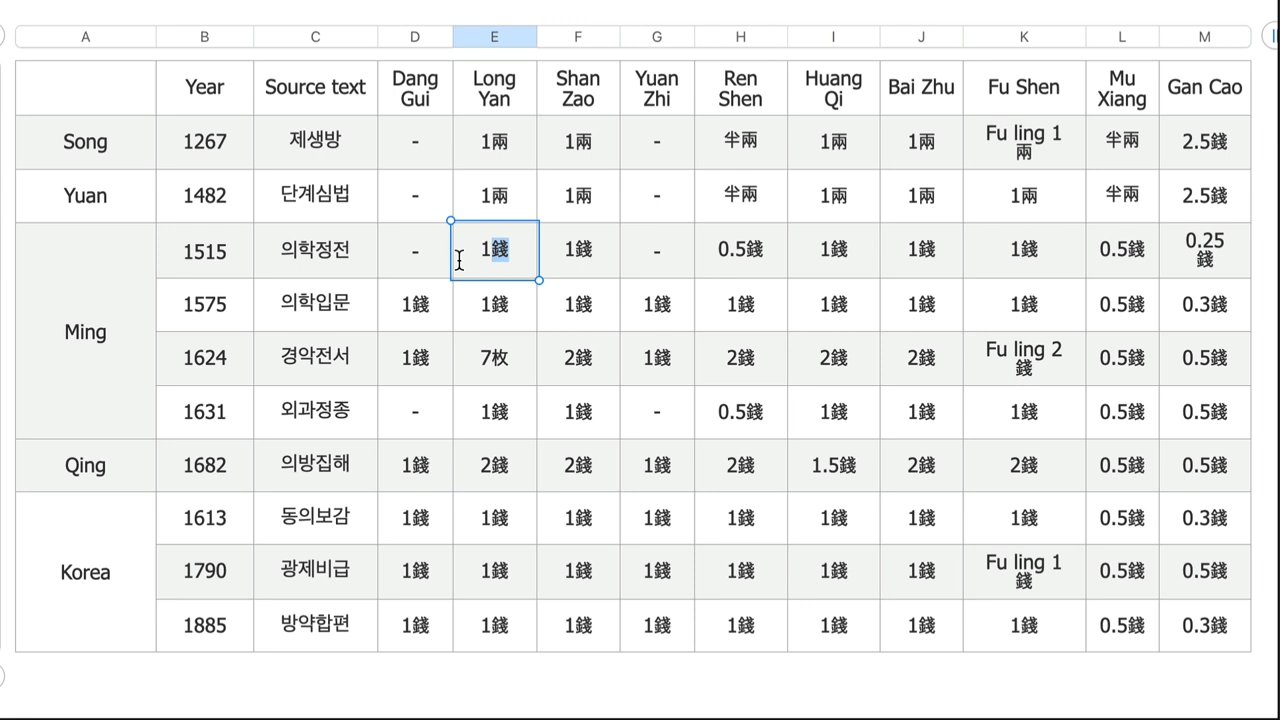 A B C D E F G H I J K L M
Year Source text Dang Gui Long Yan Shan Zao Yuan Zhi Ren Shen Huang Qi Bai Zhu Fu Shen Mu Xiang Gan Cao
Song 1267 제생방 - 1兩 1兩 - 半兩 1兩 1兩 Fu ling 1兩 半兩 2.5錢
Yuan 1482 단계심법 - 1兩 1兩 - 半兩 1兩 1兩 1兩 半兩 2.5錢
Ming 1515 의학정전 - 1錢 1錢 - 0.5錢 1錢 1錢 1錢 0.5錢 0.25錢
1575 의학입문 1錢 1錢 1錢 1錢 1錢 1錢 1錢 1錢 0.5錢 0.3錢
1624 경악전서 1錢 7枚 2錢 1錢 2錢 2錢 2錢 Fu ling 2錢 0.5錢 0.5錢
1631 외과정종 - 1錢 1錢 - 0.5錢 1錢 1錢 1錢 0.5錢 0.5錢
Qing 1682 의방집해 1錢 2錢 2錢 1錢 2錢 1.5錢 2錢 2錢 0.5錢 0.5錢
Korea 1613 동의보감 1錢 1錢 1錢 1錢 1錢 1錢 1錢 1錢 0.5錢 0.3錢
1790 광제비급 1錢 1錢 1錢 1錢 1錢 1錢 1錢 Fu ling 1錢 0.5錢 0.5錢
1885 방약합편 1錢 1錢 1錢 1錢 1錢 1錢 1錢 1錢 0.5錢 0.3錢